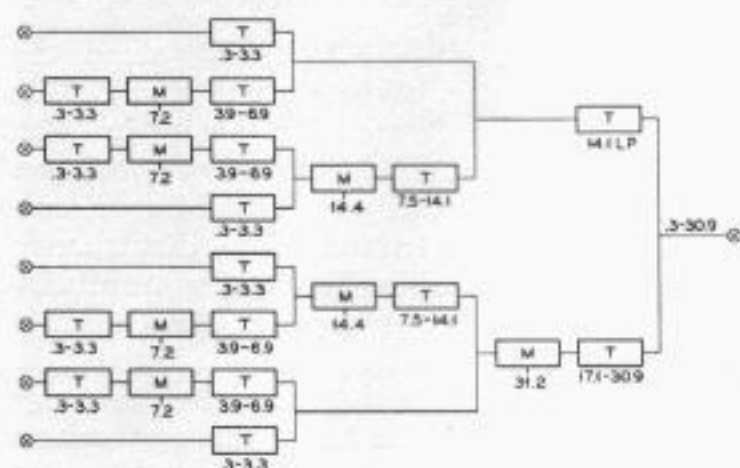 T
.3-3.3
T M T
.3-3.3 7.2 3.9-6.9
T
14.1 LP
T M T
.3-3.3 7.2 3.9-6.9
M T
14.4 7.5-14.1
T
.3-3.3
.3-30.9
T
.3-3.3
M T
14.4 7.5-14.1
T M T
.3-3.3 7.2 3.9-6.9
M T
31.2 17.1-30.9
T M T
.3-3.3 7.2 3.9-6.9
T
.3-3.3